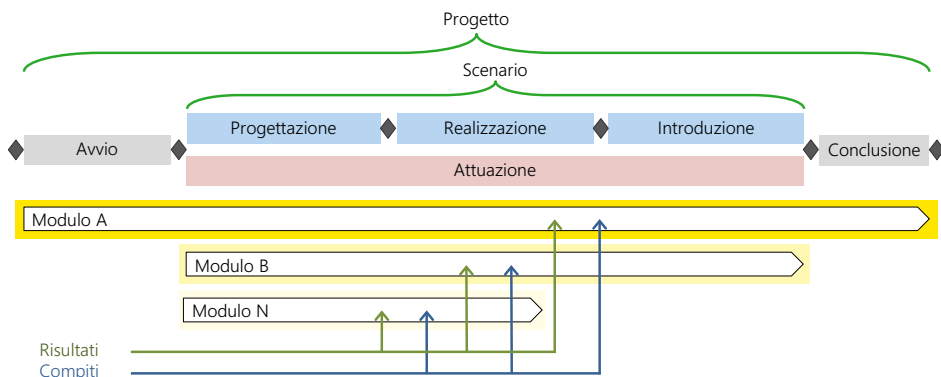 Progetto
Scenario
Progettazione
Realizzazione
Introduzione
Avvio
Conclusione
Attuazione
Modulo A
Modulo B
Modulo N
Risultati
Compiti